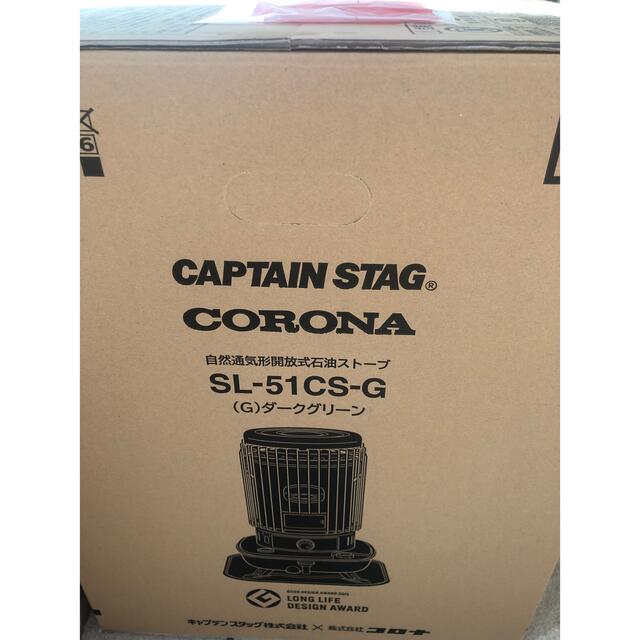 6
CAPTAIN STAG®
CORONA
自然通気形開放式石油ストーブ
SL-51CS-G
(G)ダークグリーン
LONG LIFE
DESIGN AWARD
キャプテンスタッグ株式会社×株式会社コロナ